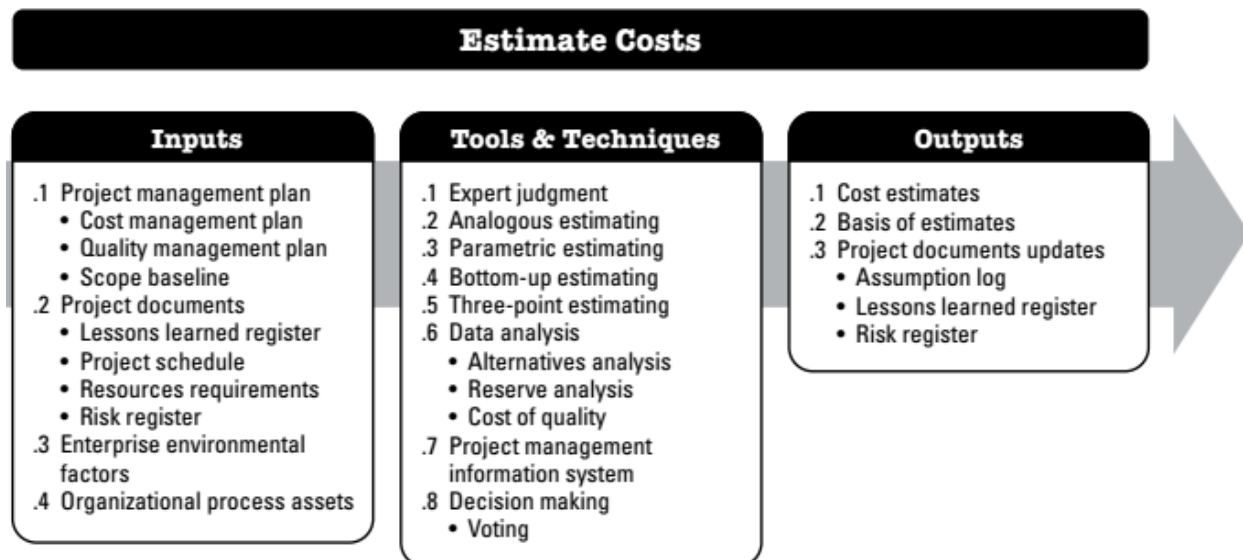 Estimate Costs
Inputs
.1 Project management plan
• Cost management plan
• Quality management plan
• Scope baseline
.2 Project documents
• Lessons learned register
• Project schedule
• Resources requirements
• Risk register
.3 Enterprise environmental
factors
.4 Organizational process assets
Tools & Techniques
.1 Expert judgment
.2 Analogous estimating
.3 Parametric estimating
.4 Bottom-up estimating
.5 Three-point estimating
.6 Data analysis
• Alternatives analysis
• Reserve analysis
• Cost of quality
.7 Project management
information system
.8 Decision making
• Voting
Outputs
.1 Cost estimates
.2 Basis of estimates
.3 Project documents updates
• Assumption log
• Lessons learned register
• Risk register